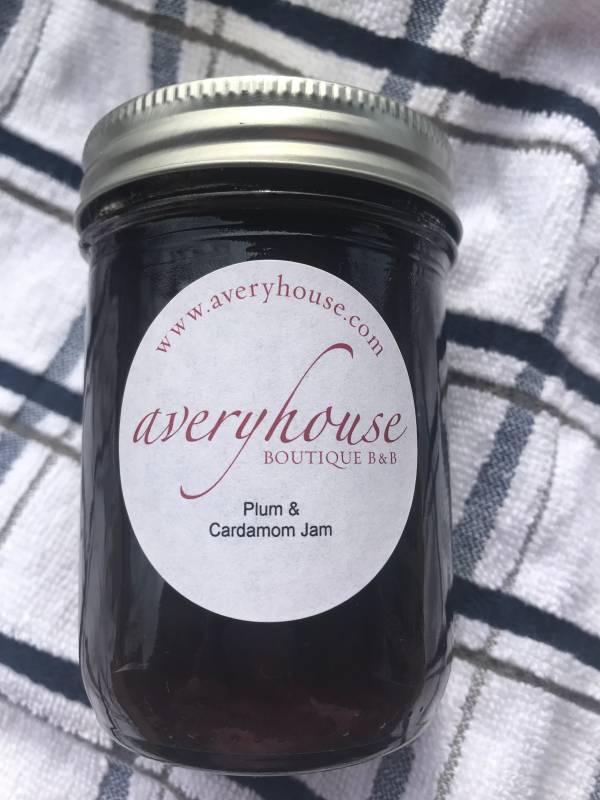 www.averyhouse.com
averyhouse
BOUTIQUE B&B
Plum &
Cardamom Jam